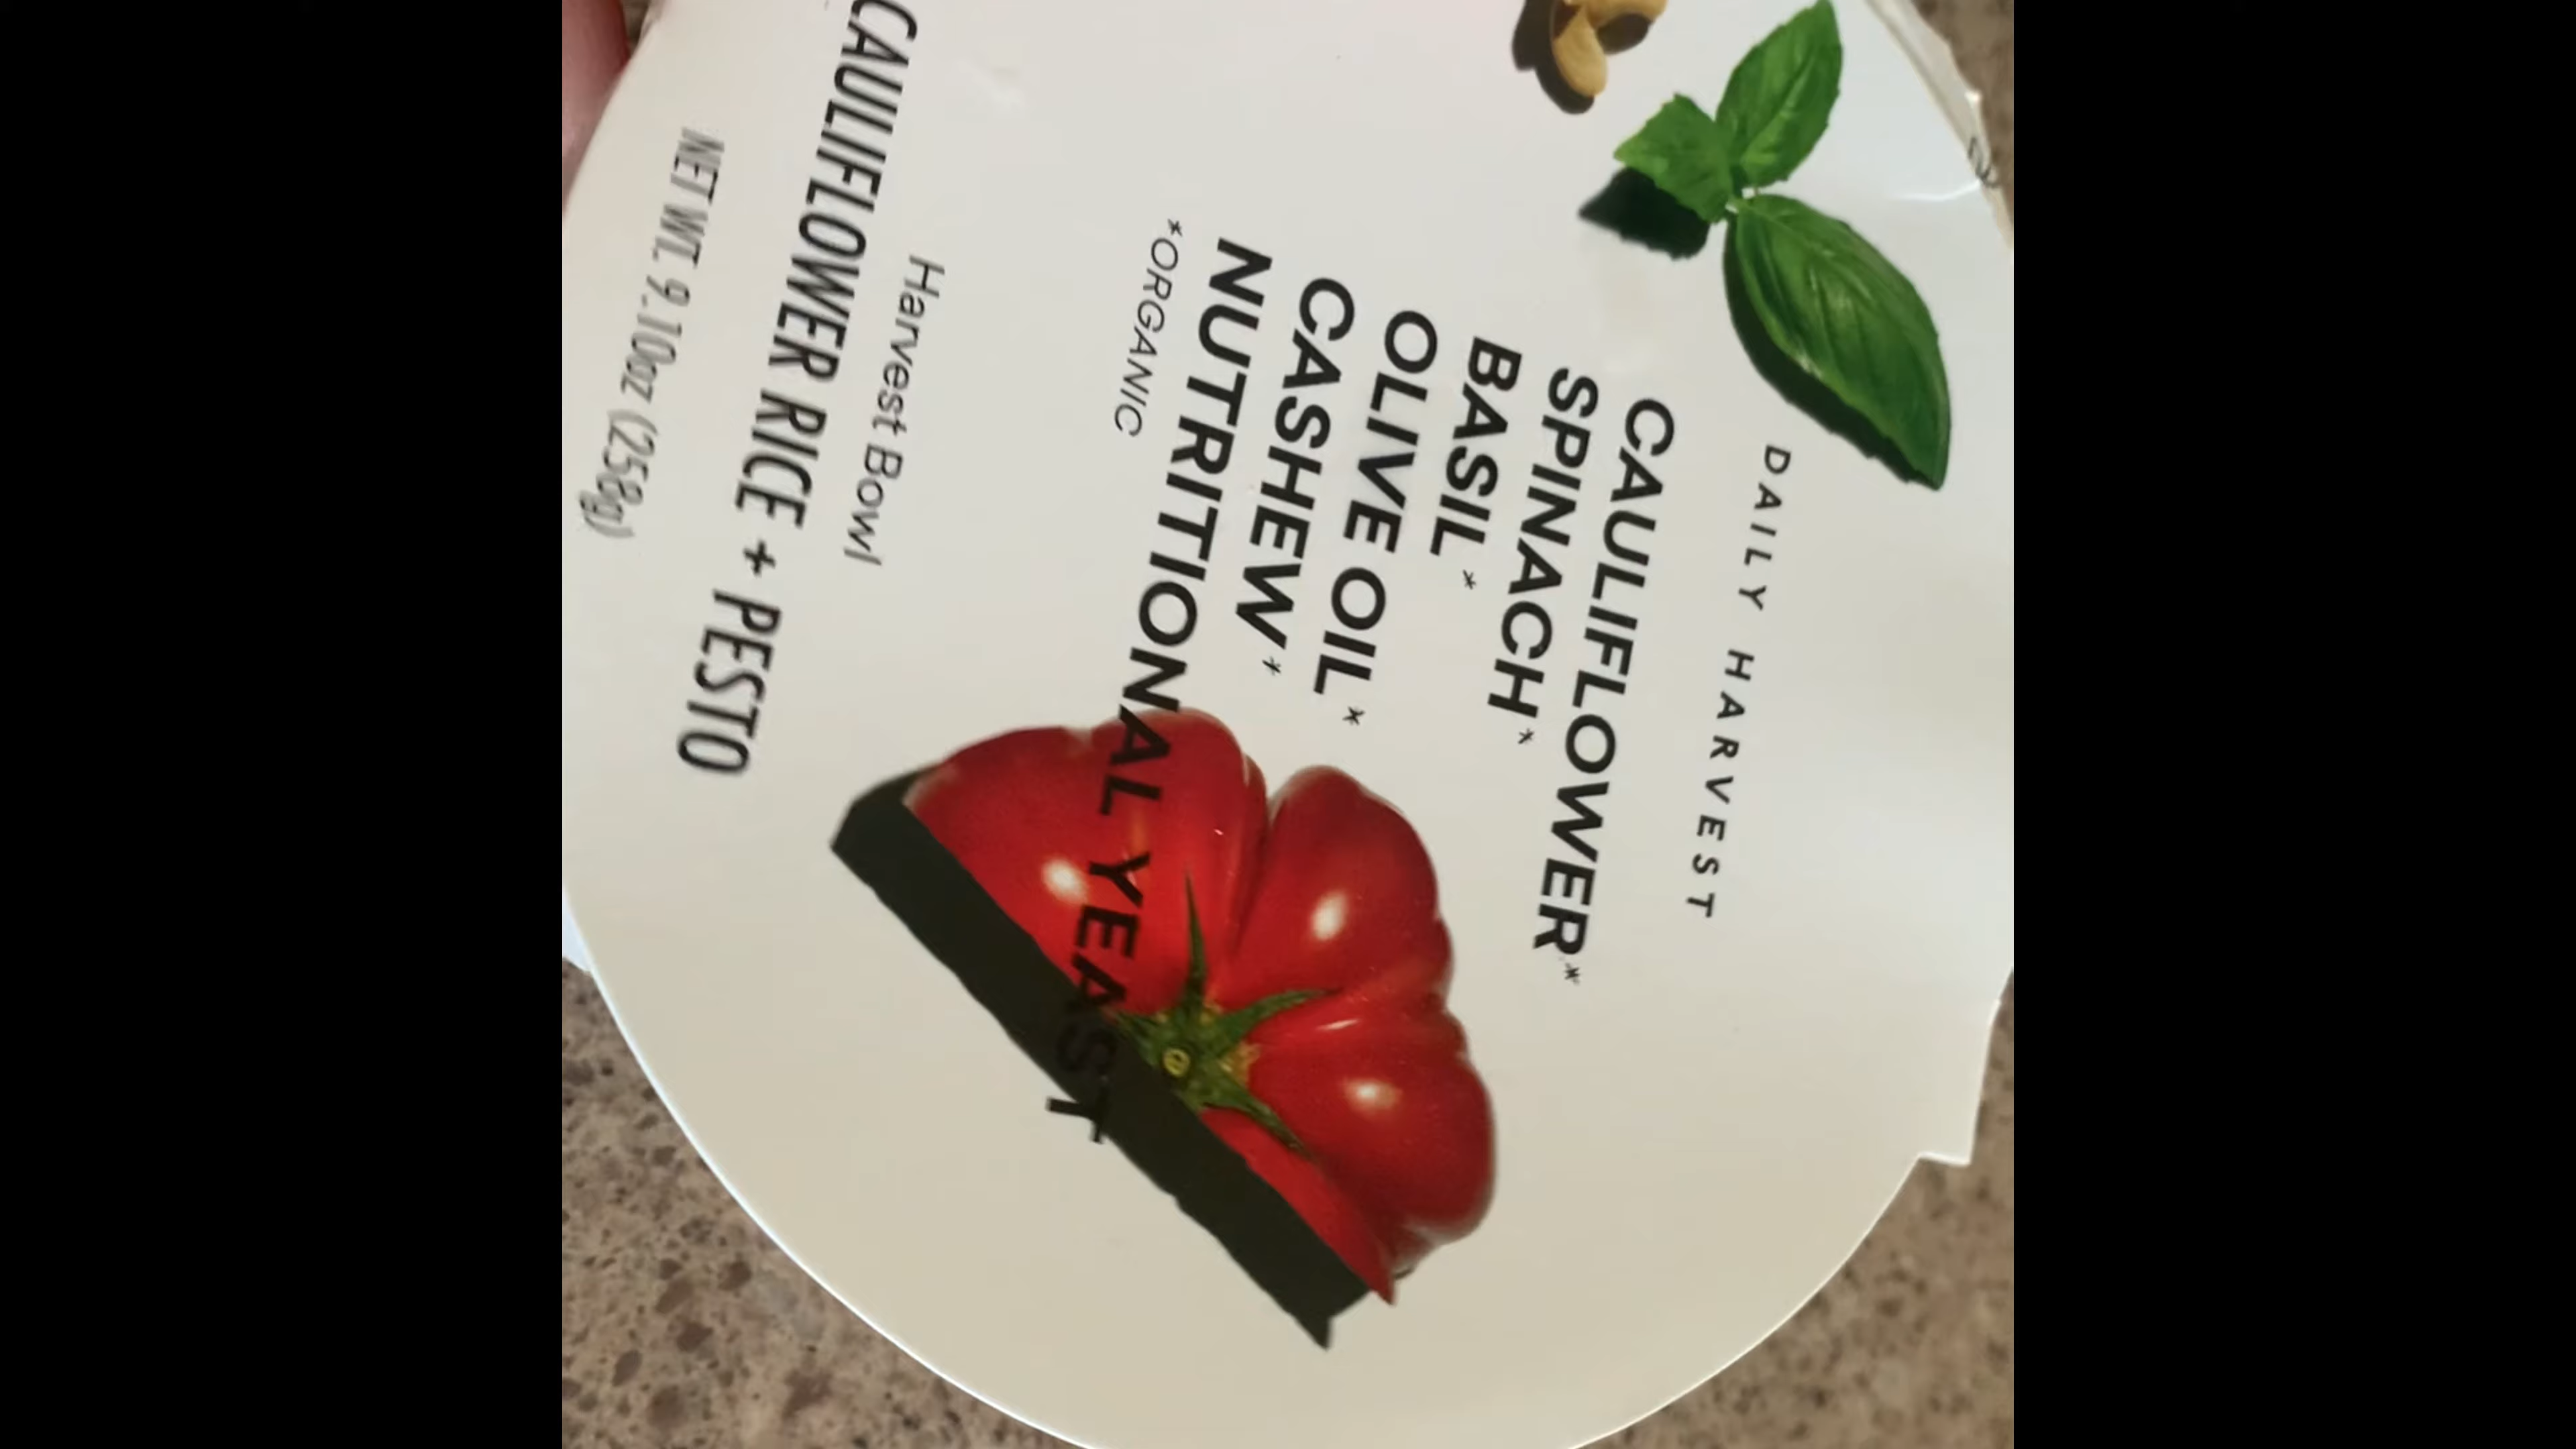 DAILY HARVEST
CAULIFLOWER*
SPINACH*
BASIL*
OLIVE OIL*
CASHEW*
NUTRITIONAL YEAST
*ORGANIC
Harvest Bowl
CAULIFLOWER RICE + PESTO
NET WT. 9.10oz (258g)